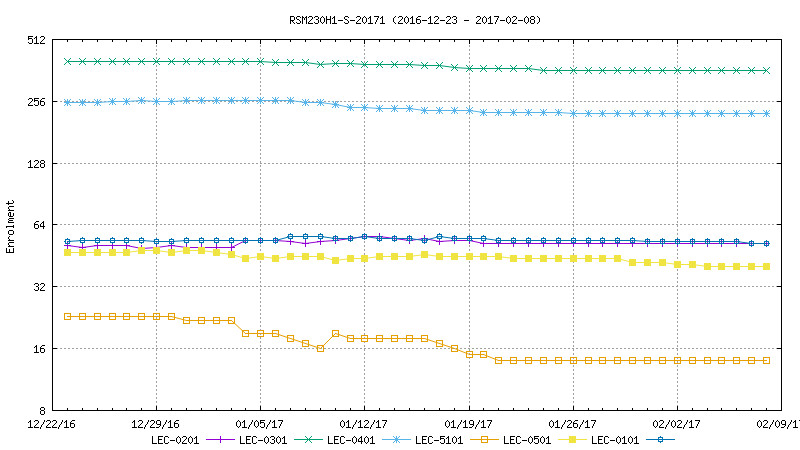 RSM230H1-S-20171 (2016-12-23 - 2017-02-08)
512
256
128
64
32
16
8
Enrolment
12/22/16 12/29/16 01/05/17 01/12/17 01/19/17 01/26/17 02/02/17 02/09/17
LEC-0201 LEC-0301 LEC-0401 LEC-5101 LEC-0501 LEC-0101